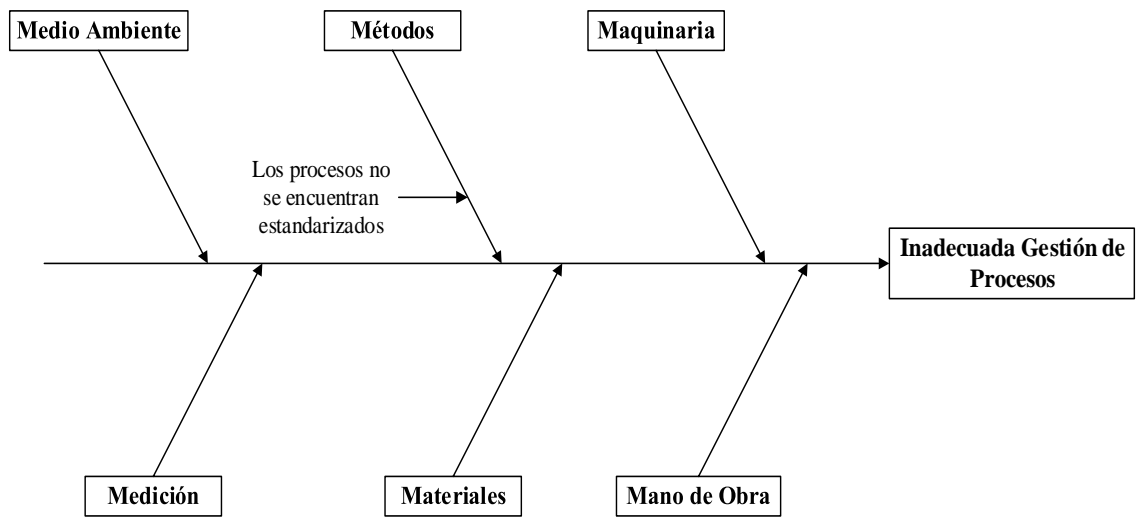 Medio Ambiente
Métodos
Maquinaria
Los procesos no
se encuentran
estandarizados
Inadecuada Gestión de
Procesos
Medición
Materiales
Mano de Obra